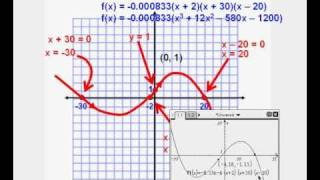 f(x) = -0.000833(x + 2)(x + 30)(x - 20)
f(x) = -0.000833(x³ + 12x² - 580x - 1200)
x + 30 = 0
x = -30
y = 1
(0, 1)
x - 20 = 0
x = 20
-30
-2
20
x
x